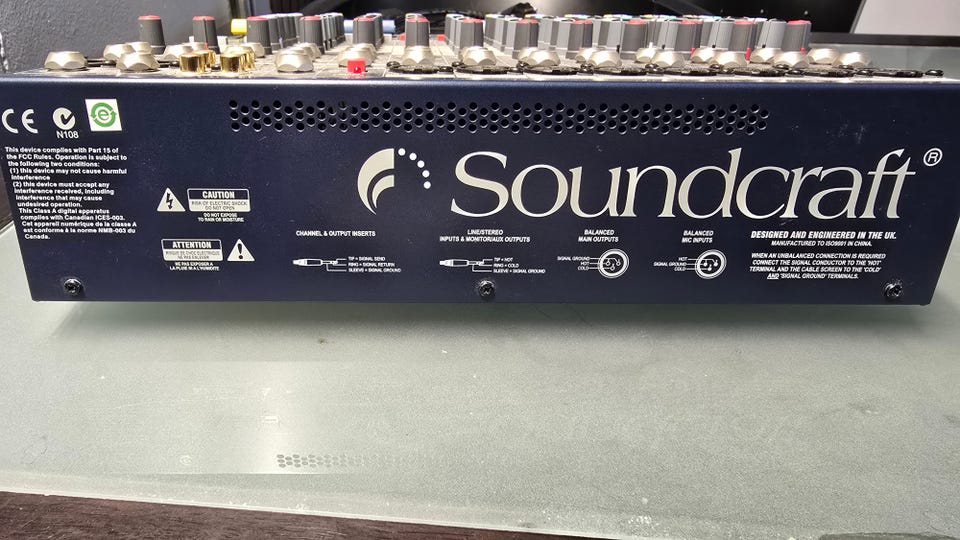 CE
N108
e
This device complies with Part 15 of
the FCC Rules. Operation is subject to
the following two conditions:
(1) this device may not cause harmful
interference
(2) this device must accept any
interference received, including
interference that may cause
undesired operation.
This Class A digital apparatus
complies with Canadian ICES-003.
Cet appareil numérique de la classe A
est conforme à la norme NMB-003 du
Canada.
CAUTION
RISK OF ELECTRIC SHOCK
DO NOT OPEN
DO NOT EXPOSE
TO RAIN OR MOISTURE
ATTENTION
RISQUE DE CHOC ELECTRIQUE
NE PAS ENLEVER
NE PAS EXPOSER A
LA PLUIE NI A L'HUMIDITE
Soundcraft®
CHANNEL & OUTPUT INSERTS
TIP = SIGNAL SEND
RING = SIGNAL RETURN
SLEEVE = SIGNAL GROUND
LINE/STEREO
INPUTS & MONITOR/AUX OUTPUTS
TIP = HOT
RING = COLD
SLEEVE = SIGNAL GROUND
BALANCED
MAIN OUTPUTS
SIGNAL GROUND
HOT
COLD
BALANCED
MIC INPUTS
HOT
SIGNAL GROUND
COLD
DESIGNED AND ENGINEERED IN THE UK.
MANUFACTURED TO ISO9001 IN CHINA.
WHEN AN UNBALANCED CONNECTION IS REQUIRED
CONNECT THE SIGNAL CONDUCTOR TO THE 'HOT'
TERMINAL AND THE CABLE SCREEN TO THE 'COLD'
AND 'SIGNAL GROUND' TERMINALS.